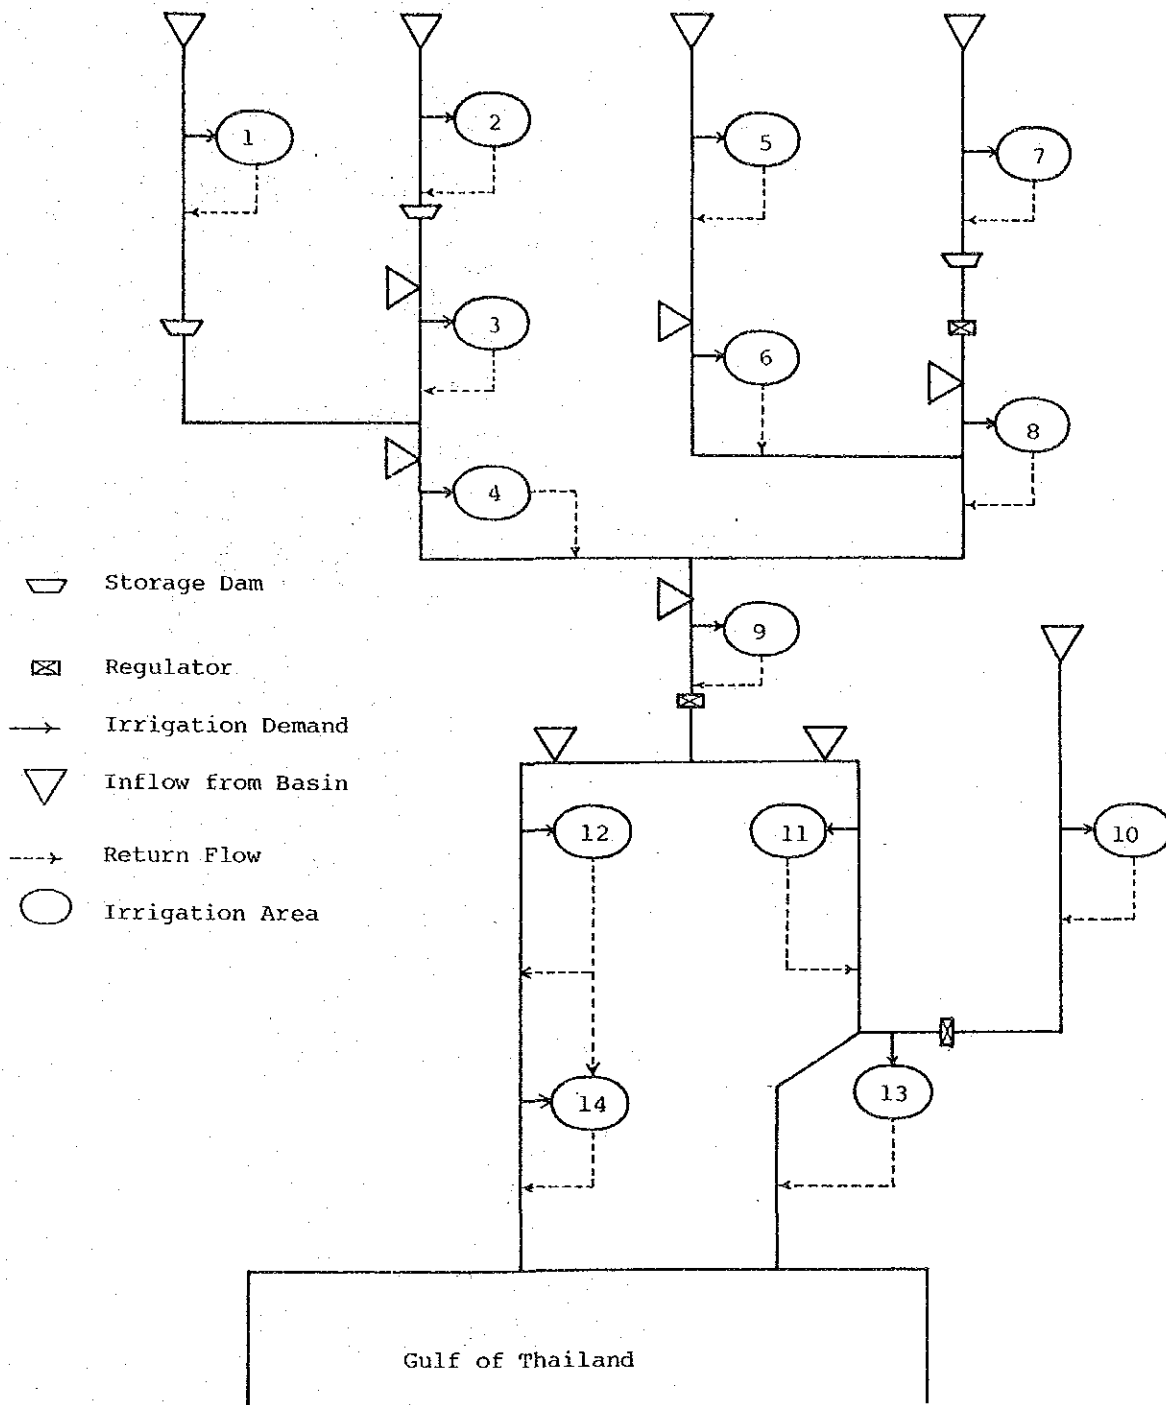 1
2
5
7
3
6
8
4
Storage Dam
9
Regulator
Irrigation Demand
Inflow from Basin
12
11
10
Return Flow
Irrigation Area
14
13
Gulf of Thailand